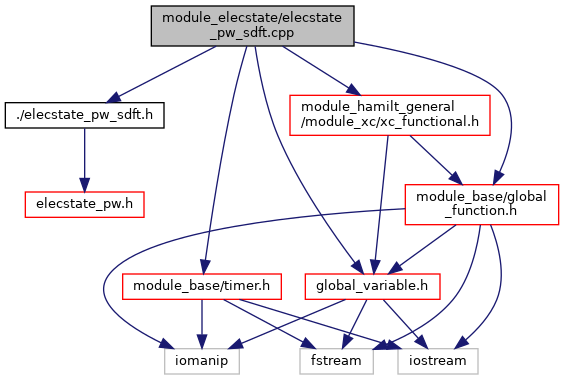 module_elecstate/elecstate
_pw_sdft.cpp
./elecstate_pw_sdft.h
module_hamilt_general
/module_xc/xc_functional.h
elecstate_pw.h
module_base/global
_function.h
module_base/timer.h
global_variable.h
iomanip
fstream
iostream